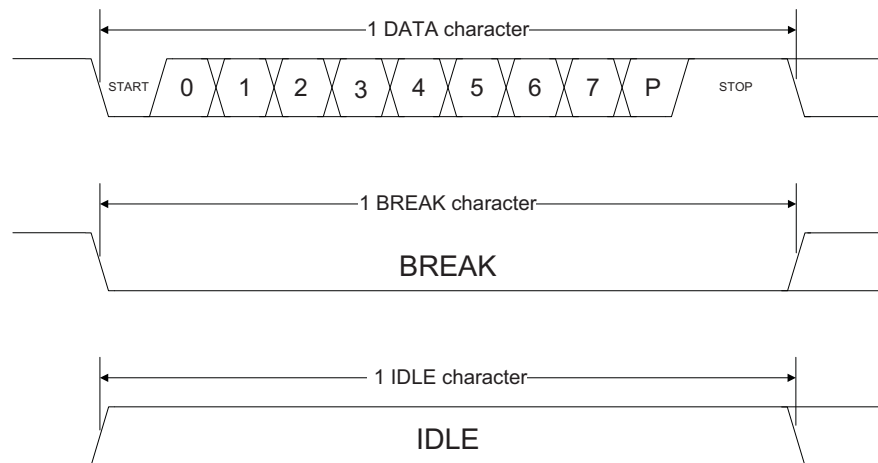 1 DATA character
START 0 1 2 3 4 5 6 7 P STOP
1 BREAK character
BREAK
1 IDLE character
IDLE